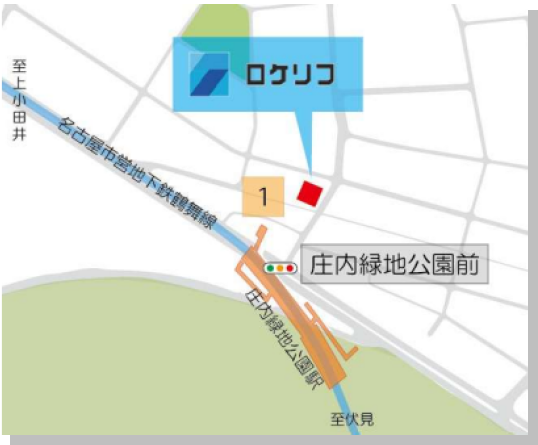 ロケリコ
至上小田井
名古屋市営地下鉄鶴舞線
1
庄内緑地公園前
庄内緑地公園駅
至伏見